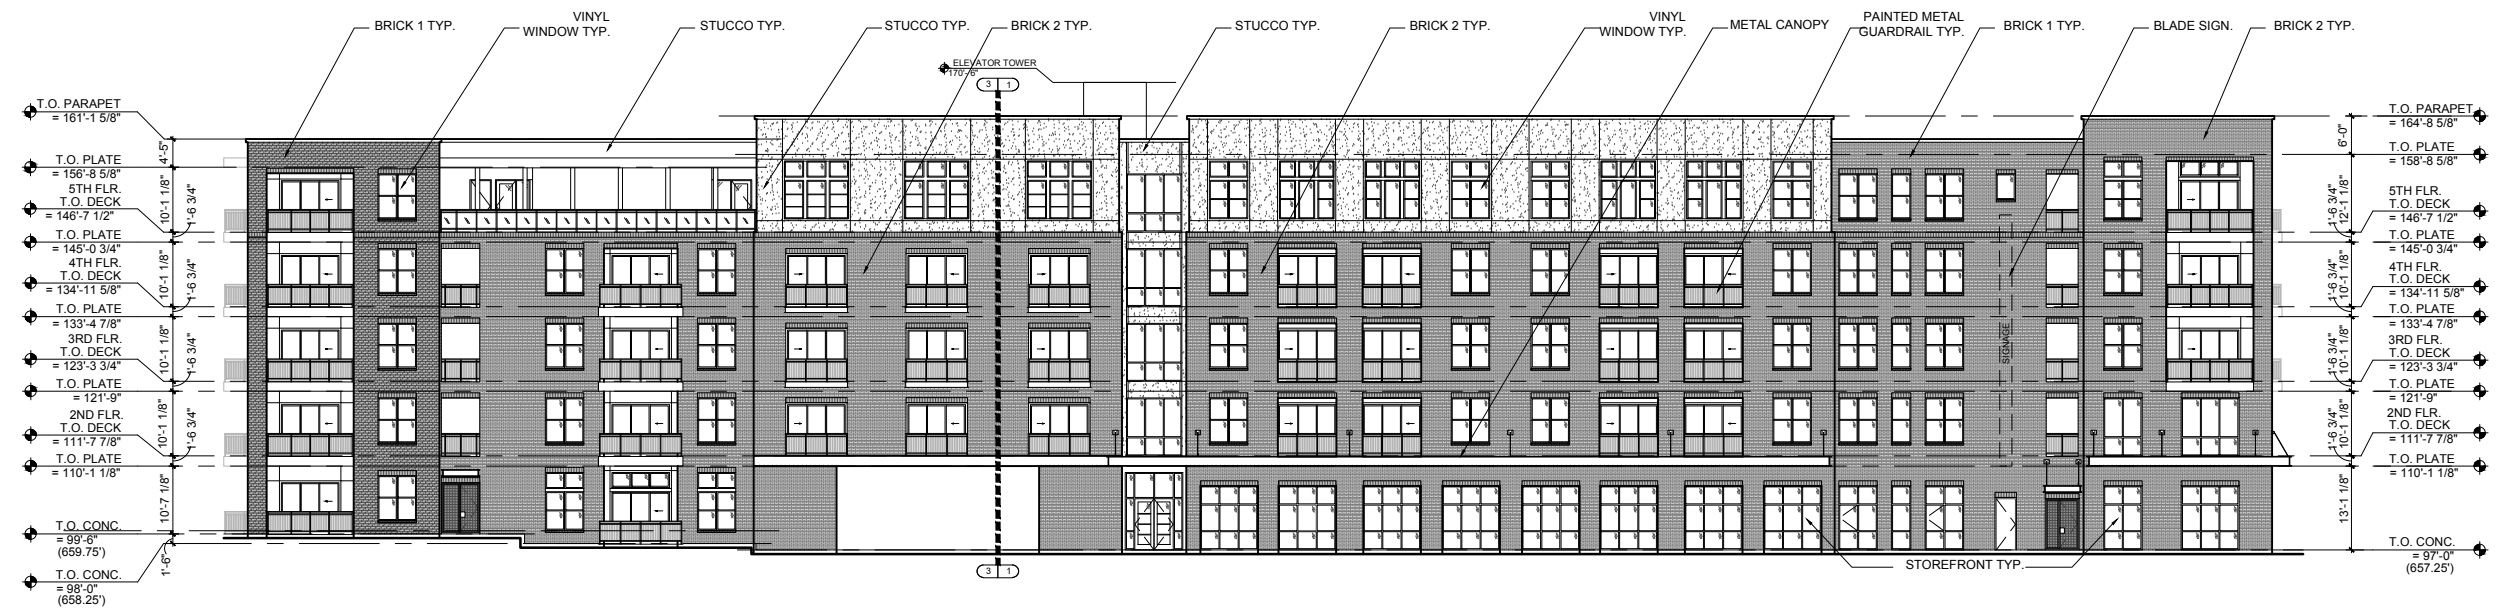 BRICK 1 TYP.
VINYL
WINDOW TYP.
STUCCO TYP.
STUCCO TYP.
BRICK 2 TYP.
STUCCO TYP.
BRICK 2 TYP.
VINYL
WINDOW TYP.
METAL CANOPY
PAINTED METAL
GUARDRAIL TYP.
BRICK 1 TYP.
BLADE SIGN.
BRICK 2 TYP.
ELEVATOR TOWER
170'-6"
3 1
T.O. PARAPET
= 161'-1 5/8"
T.O. PLATE
= 156'-8 5/8"
5TH FLR.
T.O. DECK
= 146'-7 1/2"
T.O. PLATE
= 145'-0 3/4"
4TH FLR.
T.O. DECK
= 134'-11 5/8"
T.O. PLATE
= 133'-4 7/8"
3RD FLR.
T.O. DECK
= 123'-3 3/4"
T.O. PLATE
= 121'-9"
2ND FLR.
T.O. DECK
= 111'-7 7/8"
T.O. PLATE
= 110'-1 1/8"
T.O. CONC.
= 99'-6"
(659.75')
T.O. CONC.
= 98'-0"
(658.25')
4'-5"
10'-1 1/8"
1'-6 3/4"
10'-1 1/8"
1'-6 3/4"
10'-1 1/8"
1'-6 3/4"
10'-1 1/8"
1'-6 3/4"
10'-7 1/8"
1'-6"
SIGNAGE
3 1
STOREFRONT TYP.
6'-0"
12'-1 1/8"
1'-6 3/4"
10'-1 1/8"
1'-6 3/4"
10'-1 1/8"
1'-6 3/4"
10'-1 1/8"
1'-6 3/4"
13'-1 1/8"
T.O. PARAPET
= 164'-8 5/8"
T.O. PLATE
= 158'-8 5/8"
5TH FLR.
T.O. DECK
= 146'-7 1/2"
T.O. PLATE
= 145'-0 3/4"
4TH FLR.
T.O. DECK
= 134'-11 5/8"
T.O. PLATE
= 133'-4 7/8"
3RD FLR.
T.O. DECK
= 123'-3 3/4"
T.O. PLATE
= 121'-9"
2ND FLR.
T.O. DECK
= 111'-7 7/8"
T.O. PLATE
= 110'-1 1/8"
T.O. CONC.
= 97'-0"
(657.25')